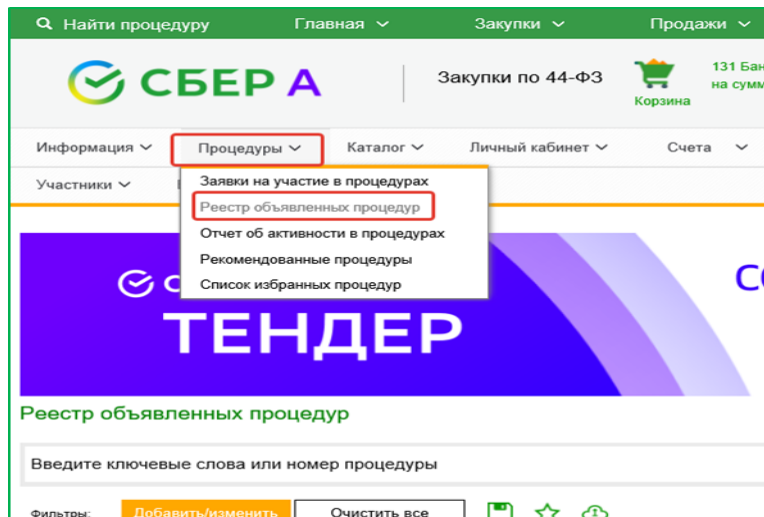 Найти процедуру Главная Закупки Продажи
СБЕР А Закупки по 44-ФЗ
131 Бан
на сумм
Корзина
Информация Процедуры Каталог Личный кабинет Счета
Участники
Заявки на участие в процедурах
Реестр объявленных процедур
Отчет об активности в процедурах
Рекомендованные процедуры
Список избранных процедур
С
ТЕНДЕР
Реестр объявленных процедур
Введите ключевые слова или номер процедуры
Фильтры: Добавить/изменить Очистить все